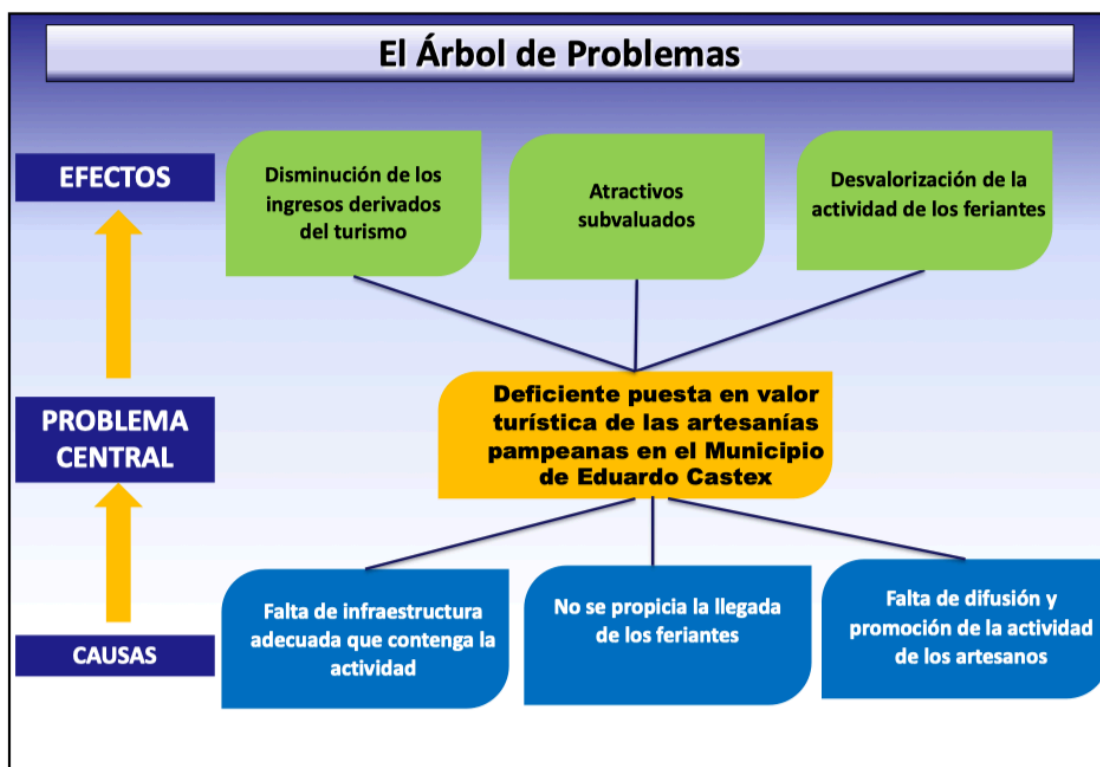 El Árbol de Problemas
EFECTOS
Disminución de los
ingresos derivados
del turismo
Atractivos
subvaluados
Desvalorización de la
actividad de los feriantes
PROBLEMA
CENTRAL
Deficiente puesta en valor
turística de las artesanías
pampeanas en el Municipio
de Eduardo Castex
CAUSAS
Falta de infraestructura
adecuada que contenga la
actividad
No se propicia la llegada
de los feriantes
Falta de difusión y
promoción de la actividad
de los artesanos